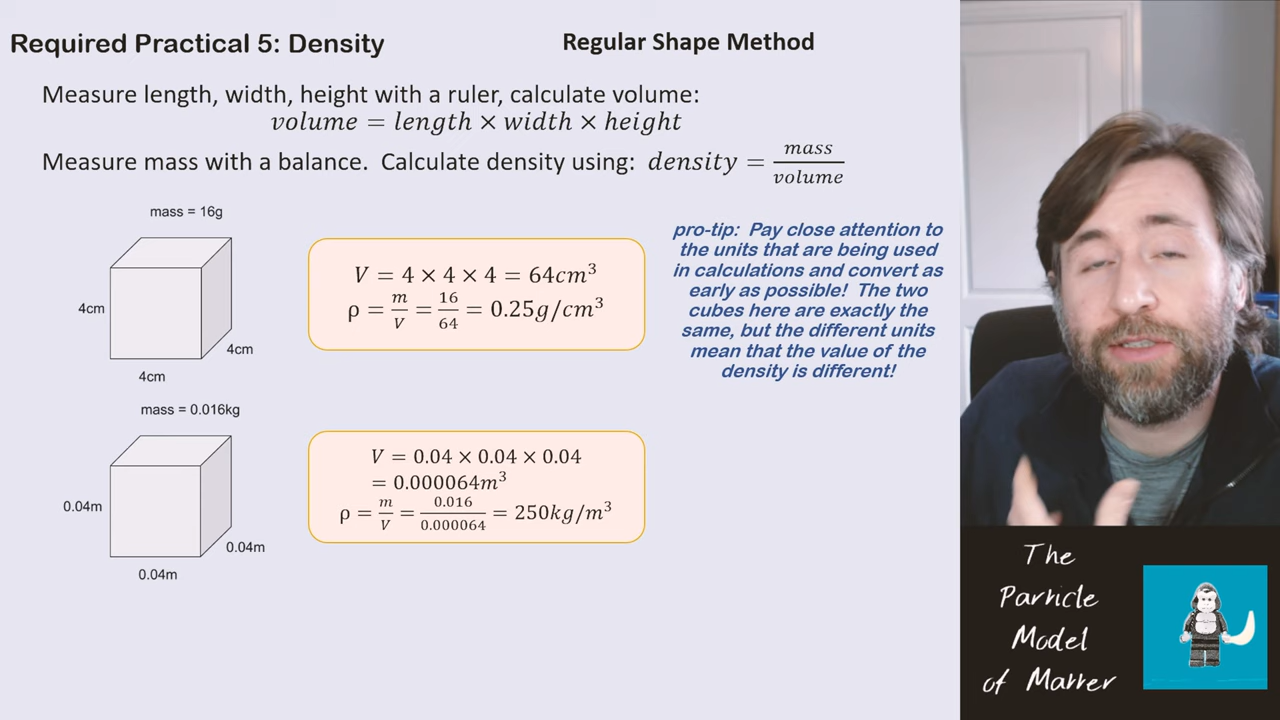 Required Practical 5: Density
Regular Shape Method
Measure length, width, height with a ruler, calculate volume:
volume = length × width × height
Measure mass with a balance. Calculate density using: density = mass/volume
mass = 16g
4cm
4cm
4cm
V = 4 × 4 × 4 = 64cm³
ρ = m/V = 16/64 = 0.25g/cm³
pro-tip: Pay close attention to
the units that are being used
in calculations and convert as
early as possible! The two
cubes here are exactly the
same, but the different units
mean that the value of the
density is different!
mass = 0.016kg
0.04m
0.04m
0.04m
V = 0.04 × 0.04 × 0.04
= 0.000064m³
ρ = m/V = 0.016/0.000064 = 250kg/m³
The
Particle
Model
of Matter